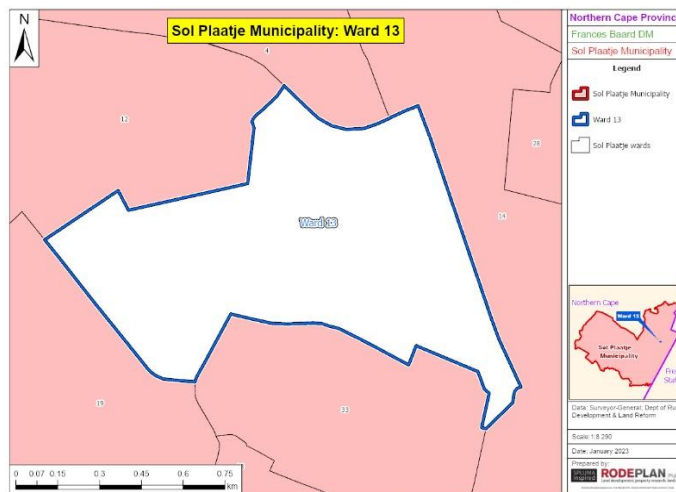 N
Sol Plaatje Municipality: Ward 13
4
12
28
14
Ward 13
19
33
0 0.07 0.15 0.3 0.45 0.6 0.75
km
Northern Cape Provinc
Frances Baard DM
Sol Plaatje Municipality
Legend
Sol Plaatje Municipality
Ward 13
Sol Plaatje wards
Northern Cape
Ward 13
Sol Plaatje
Municipality
Fre
Stat
Data: Surveyor-General; Dept of Ru
Development & Land Reform
Scale: 1:8 290
Date: January 2023
Prepared by:
RODEPLAN